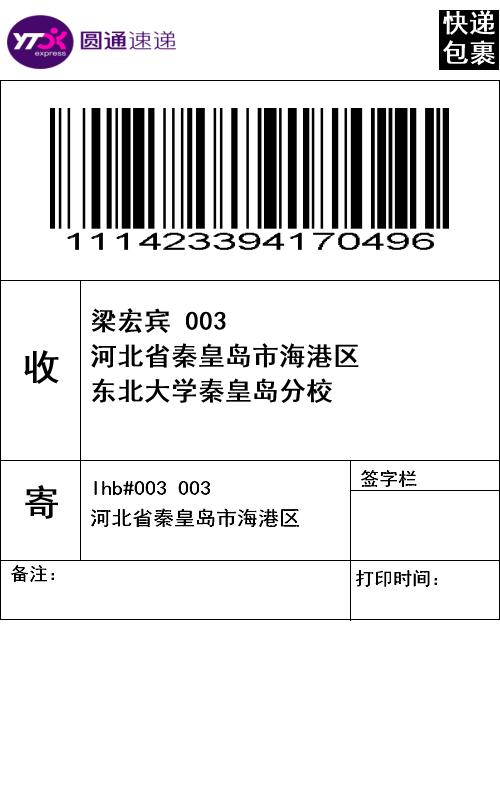 YTO
express
圆通速递
快递
包裹
111423394170496
收
梁宏宾 003
河北省秦皇岛市海港区
东北大学秦皇岛分校
寄
lhb#003 003
河北省秦皇岛市海港区
签字栏
备注：
打印时间：